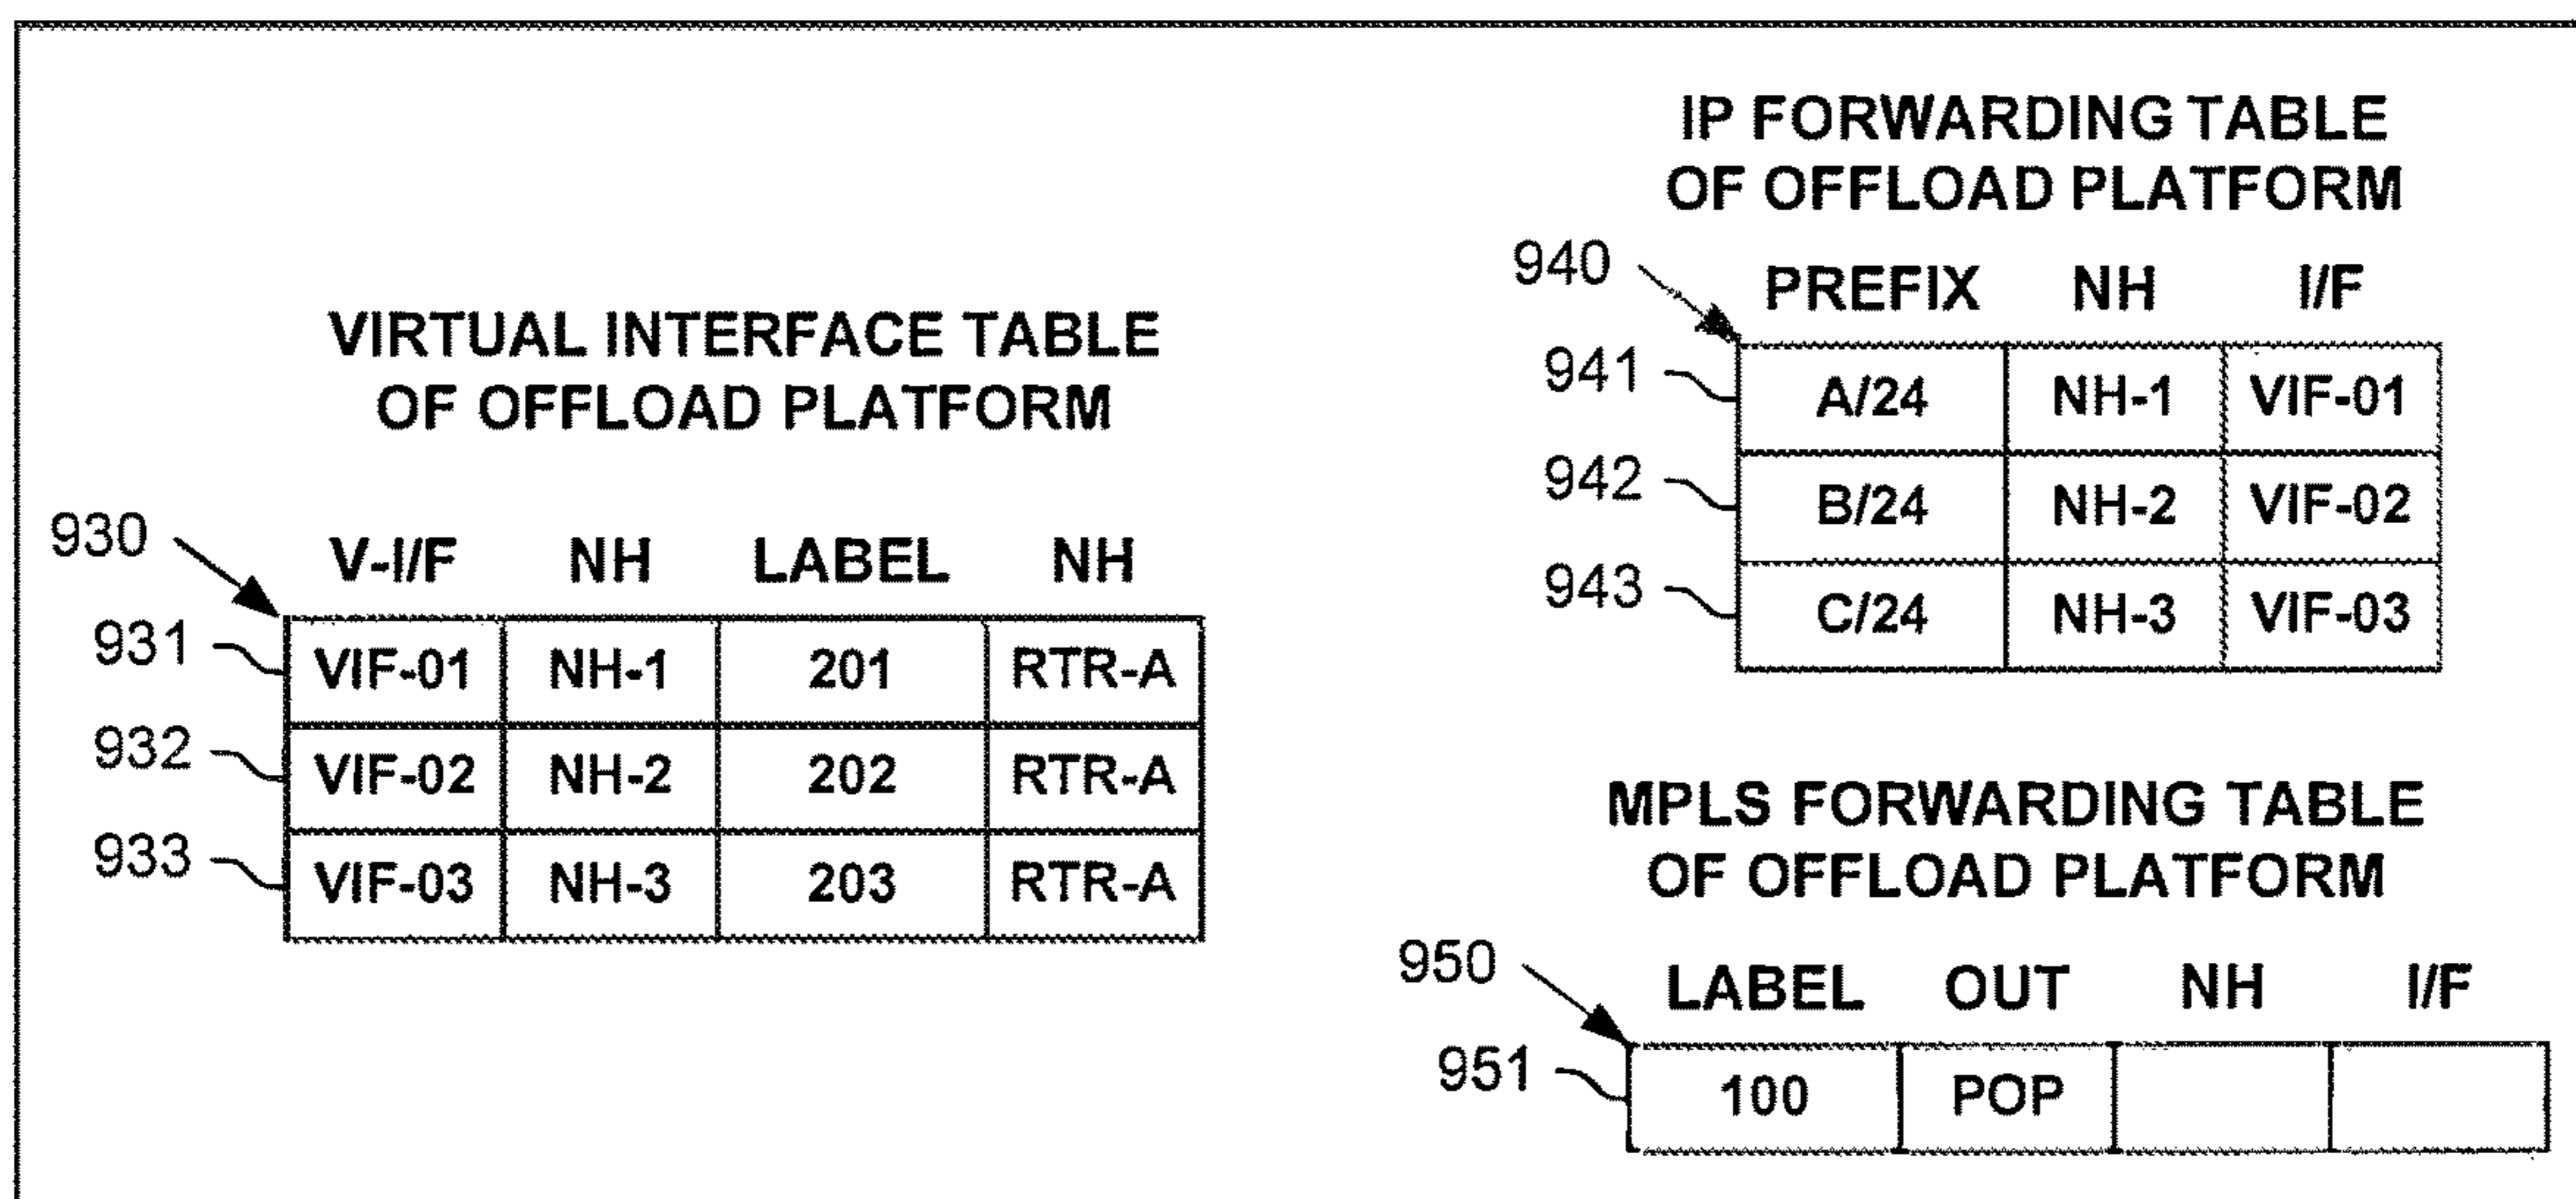 VIRTUAL INTERFACE TABLE
OF OFFLOAD PLATFORM
930
V-I/F NH LABEL NH
931 VIF-01 NH-1 201 RTR-A
932 VIF-02 NH-2 202 RTR-A
933 VIF-03 NH-3 203 RTR-A
IP FORWARDING TABLE
OF OFFLOAD PLATFORM
940 PREFIX NH I/F
941 A/24 NH-1 VIF-01
942 B/24 NH-2 VIF-02
943 C/24 NH-3 VIF-03
MPLS FORWARDING TABLE
OF OFFLOAD PLATFORM
950 LABEL OUT NH I/F
951 100 POP